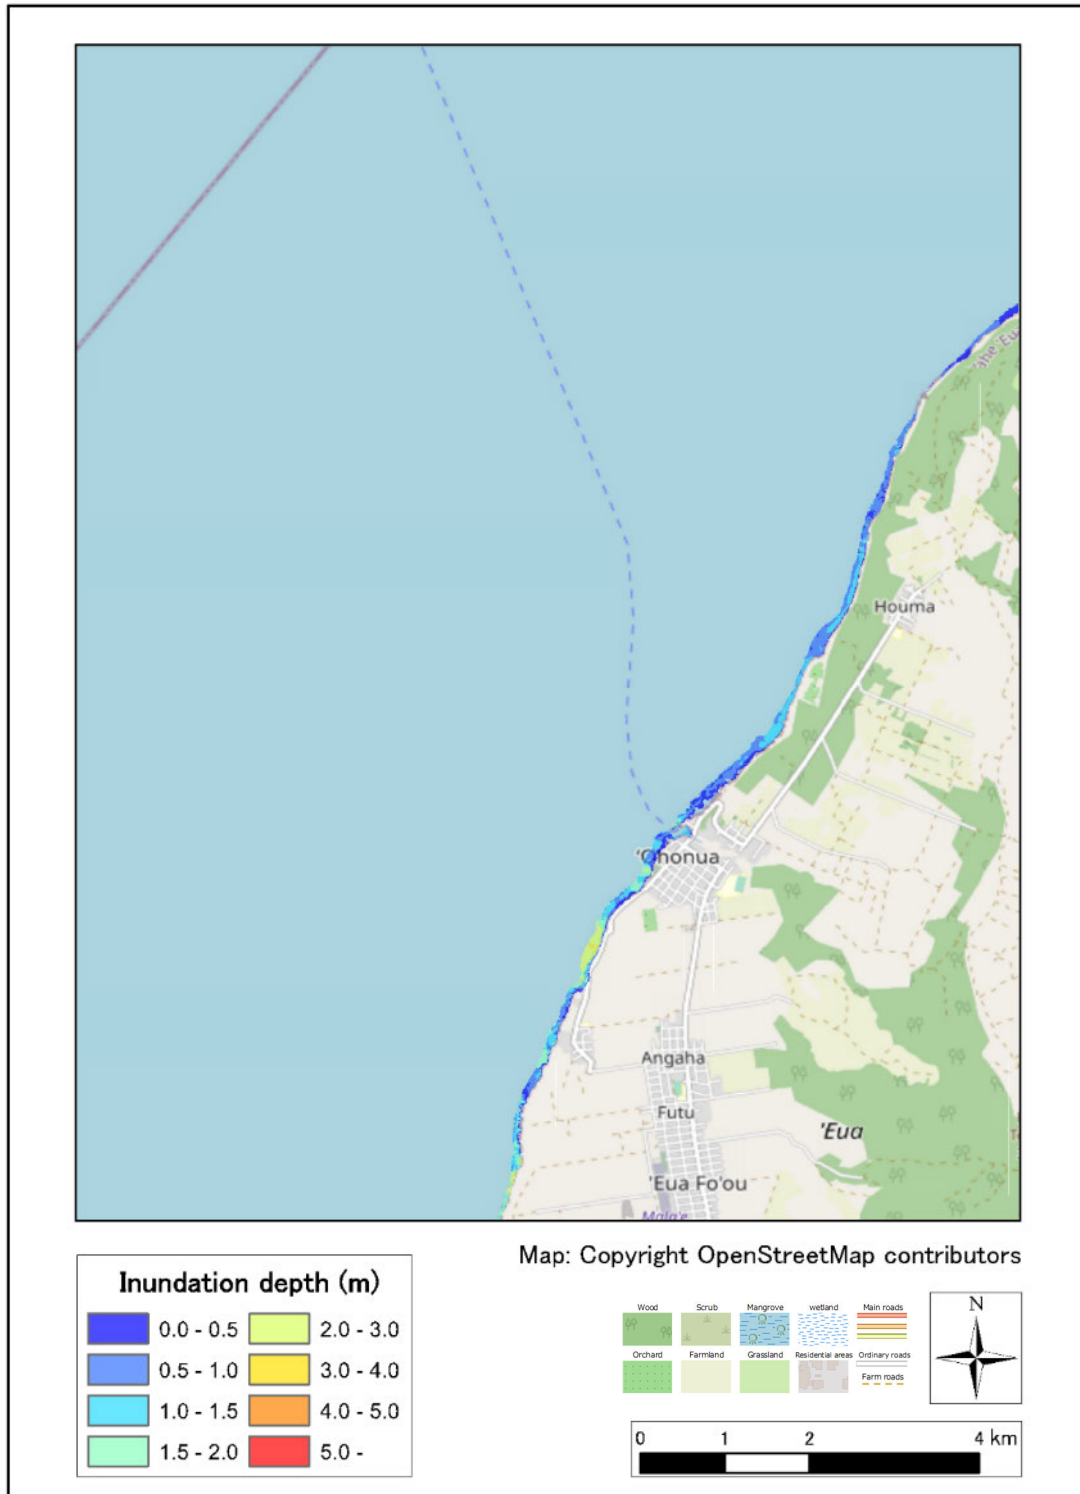 Houma
'Ohonua
Angaha
Futu
'Eua
'Eua Fo'ou
Mala'e
Map: Copyright OpenStreetMap contributors
Inundation depth (m)
0.0 - 0.5
2.0 - 3.0
0.5 - 1.0
3.0 - 4.0
1.0 - 1.5
4.0 - 5.0
1.5 - 2.0
5.0 -
Wood
Scrub
Mangrove
wetland
Main roads
Orchard
Farmland
Grassland
Residential areas
Ordinary roads
Farm roads
N
0
1
2
4 km